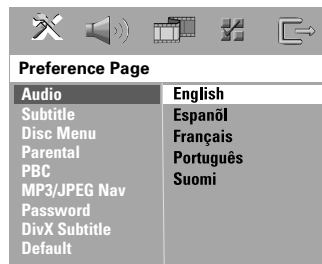 Preference Page
Audio
Subtitle
Disc Menu
Parental
PBC
MP3/JPEG Nav
Password
DivX Subtitle
Default
English
Espanõl
Français
Português
Suomi